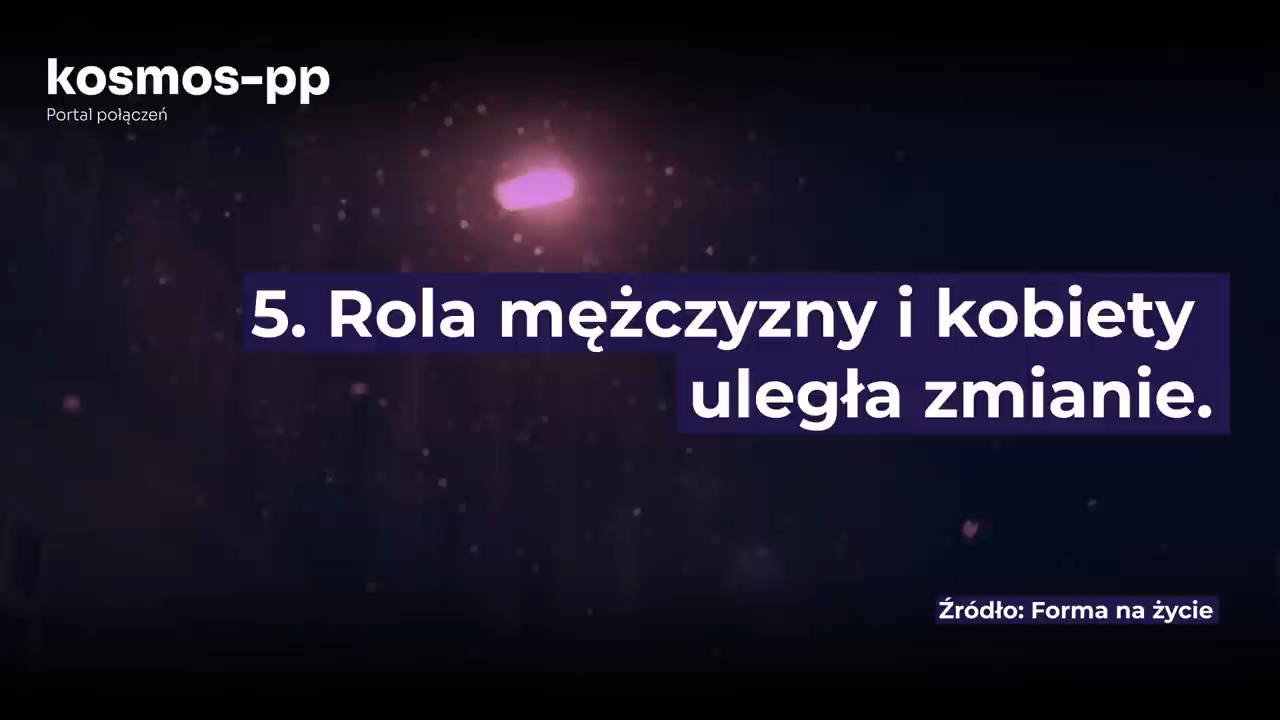 kosmos-pp
Portal połączeń
5. Rola mężczyzny i kobiety
uległa zmianie.
Źródło: Forma na życie